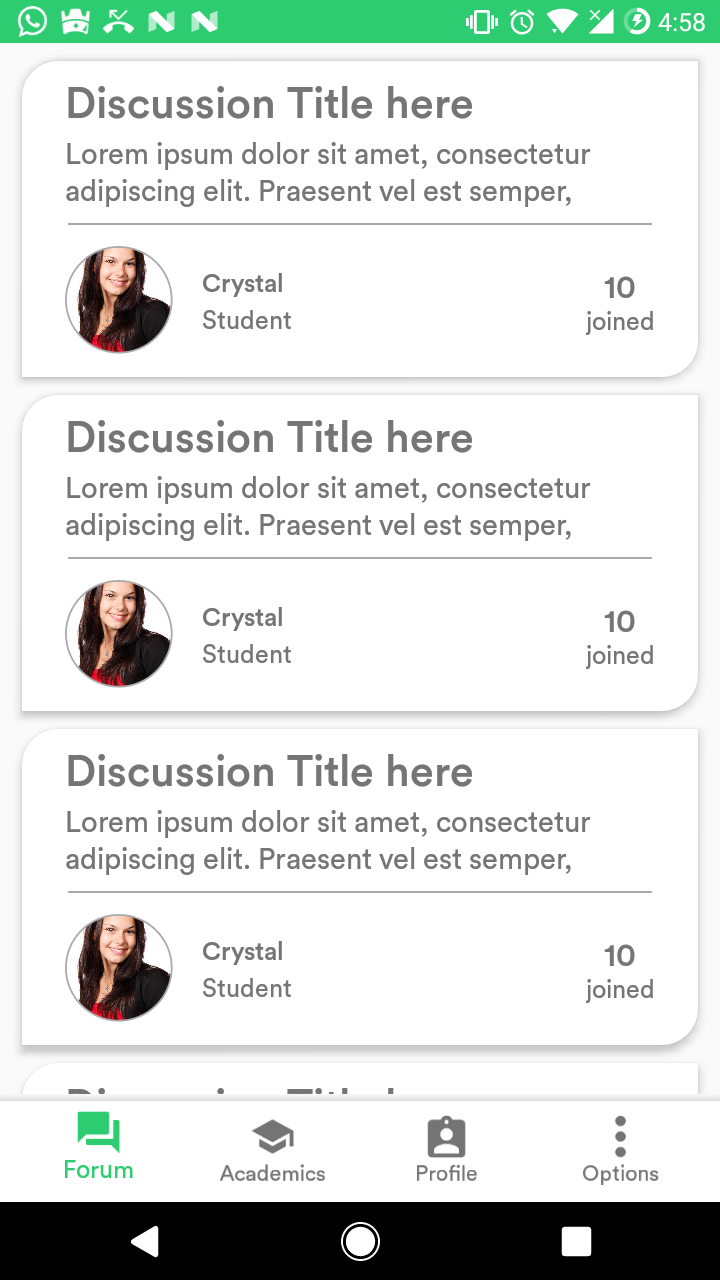 4:58
Discussion Title here
Lorem ipsum dolor sit amet, consectetur
adipiscing elit. Praesent vel est semper,
Crystal
Student
10
joined
Discussion Title here
Lorem ipsum dolor sit amet, consectetur
adipiscing elit. Praesent vel est semper,
Crystal
Student
10
joined
Discussion Title here
Lorem ipsum dolor sit amet, consectetur
adipiscing elit. Praesent vel est semper,
Crystal
Student
10
joined
Forum
Academics
Profile
Options